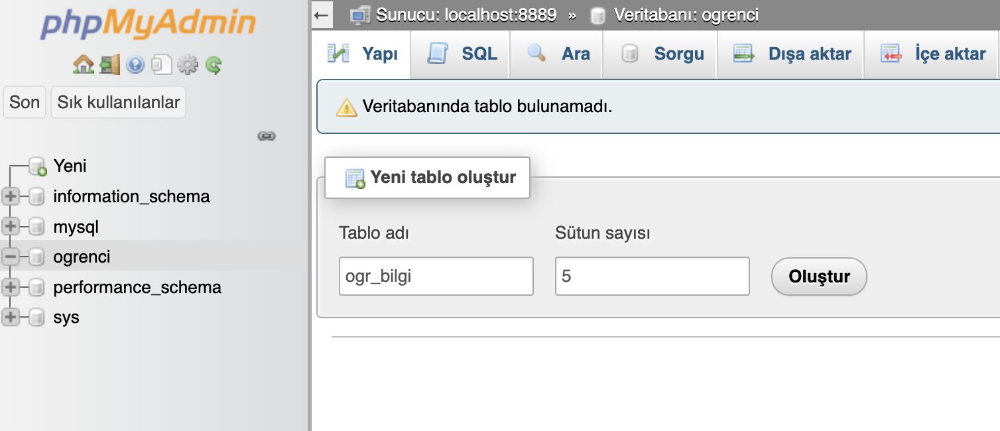 phpMyAdmin
Son Sık kullanılanlar
Yeni
information_schema
mysql
ogrenci
performance_schema
sys
Sunucu: localhost:8889 » Veritabanı: ogrenci
Yapı SQL Ara Sorgu Dışa aktar İçe aktar
Veritabanında tablo bulunamadı.
Yeni tablo oluştur
Tablo adı Sütun sayısı
ogr_bilgi 5 Oluştur